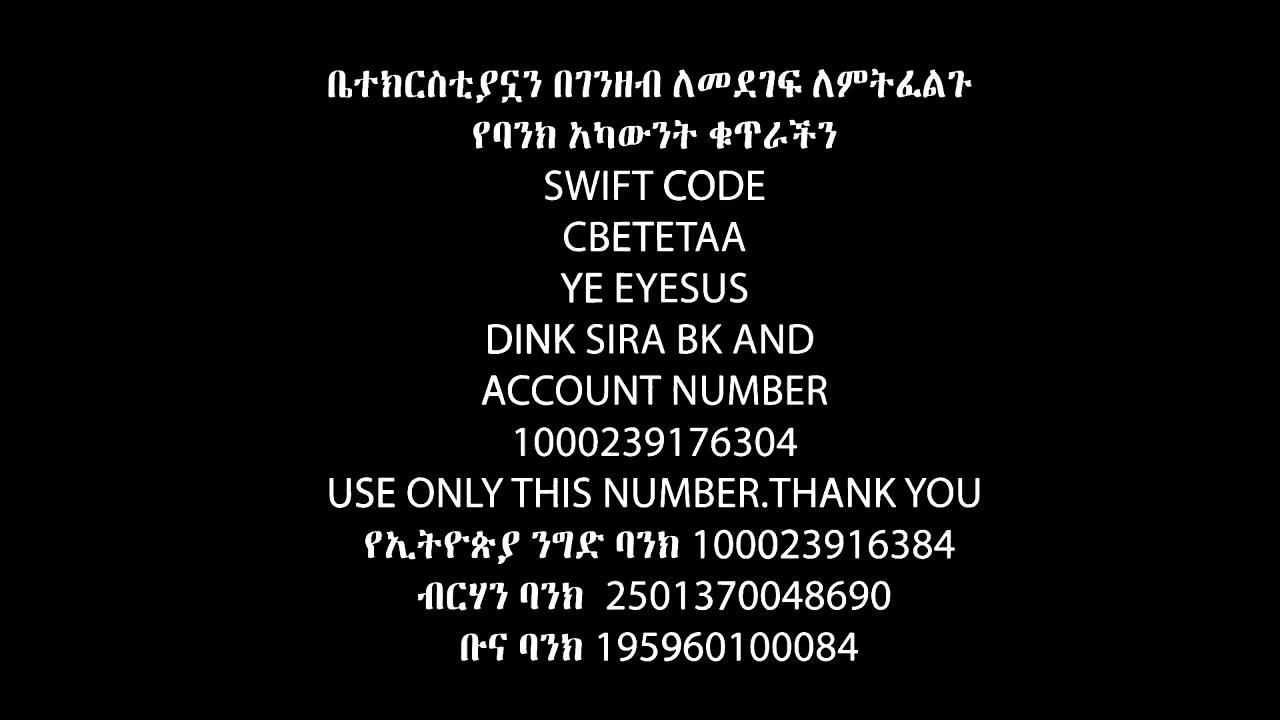 ቤተክርስቲያኗን በገንዘብ ለመደገፍ ለምትፈልጉ
የባንክ አካውንት ቁጥራችን
SWIFT CODE
CBETETAA
YE EYESUS
DINK SIRA BK AND
ACCOUNT NUMBER
1000239176304
USE ONLY THIS NUMBER.THANK YOU
የኢትዮጵያ ንግድ ባንክ 100023916384
ብርሃን ባንክ 2501370048690
ቡና ባንክ 195960100084